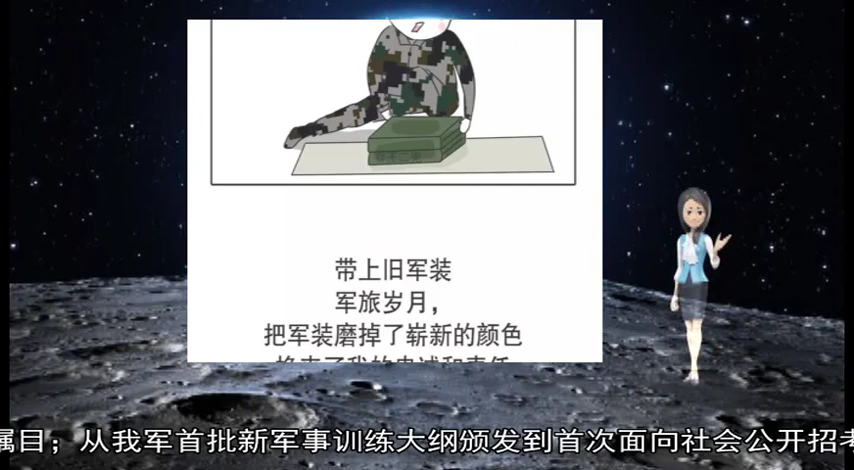 带上旧军装
军旅岁月，
把军装磨掉了崭新的颜色
瞩目；从我军首批新军事训练大纲颁发到首次面向社会公开招考